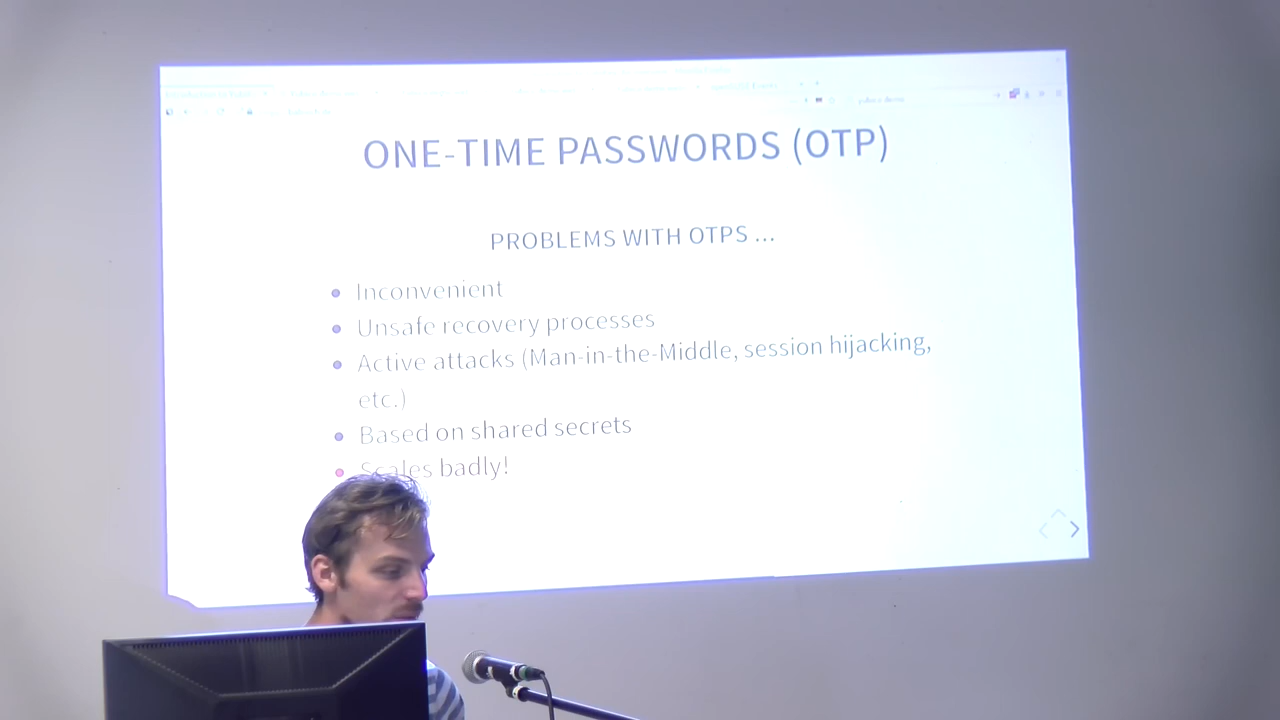 ONE-TIME PASSWORDS (OTP)
PROBLEMS WITH OTPS ...
Inconvenient
Unsafe recovery processes
Active attacks (Man-in-the-Middle, session hijacking,
etc.)
Based on shared secrets
Scales badly!